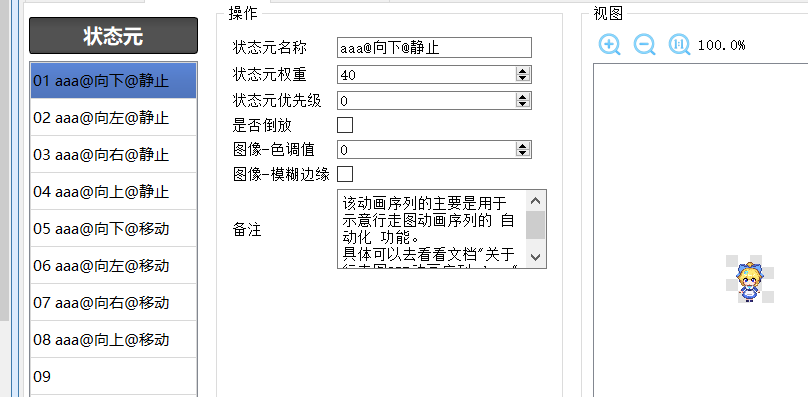 状态元
01 aaa@向下@静止
02 aaa@向左@静止
03 aaa@向右@静止
04 aaa@向上@静止
05 aaa@向下@移动
06 aaa@向左@移动
07 aaa@向右@移动
08 aaa@向上@移动
09
操作
状态元名称 aaa@向下@静止
状态元权重 40
状态元优先级 0
是否倒放
图像-色调值 0
图像-模糊边缘
备注
该动画序列的主要是用于
示意行走图动画序列的 自
动化 功能。
具体可以去看看文档"关于
视图
1:1 100.0%